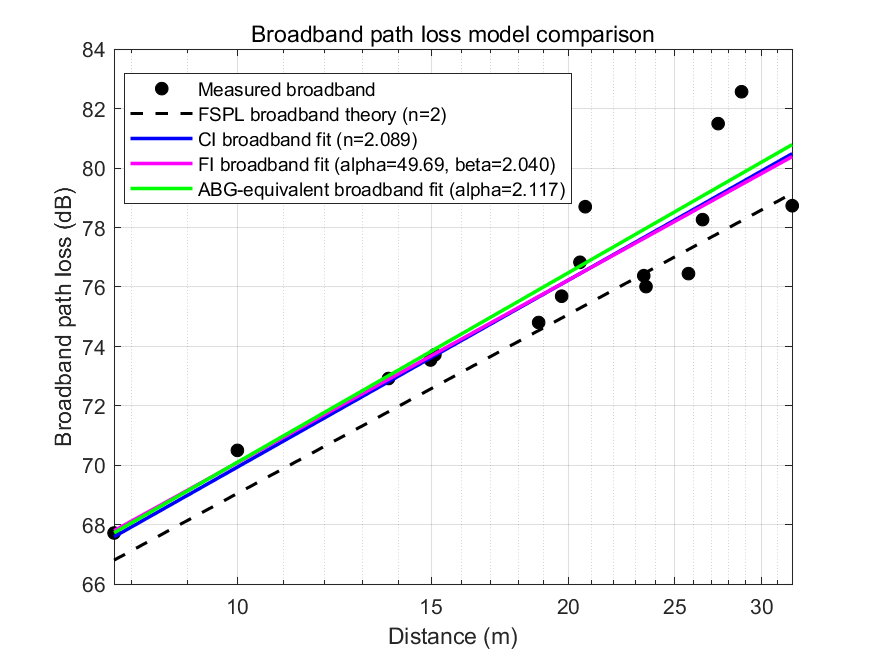 Broadband path loss model comparison
84
82
80
78
76
74
72
70
68
66
Broadband path loss (dB)
Measured broadband
FSPL broadband theory (n=2)
CI broadband fit (n=2.089)
FI broadband fit (alpha=49.69, beta=2.040)
ABG-equivalent broadband fit (alpha=2.117)
10 15 20 25 30
Distance (m)